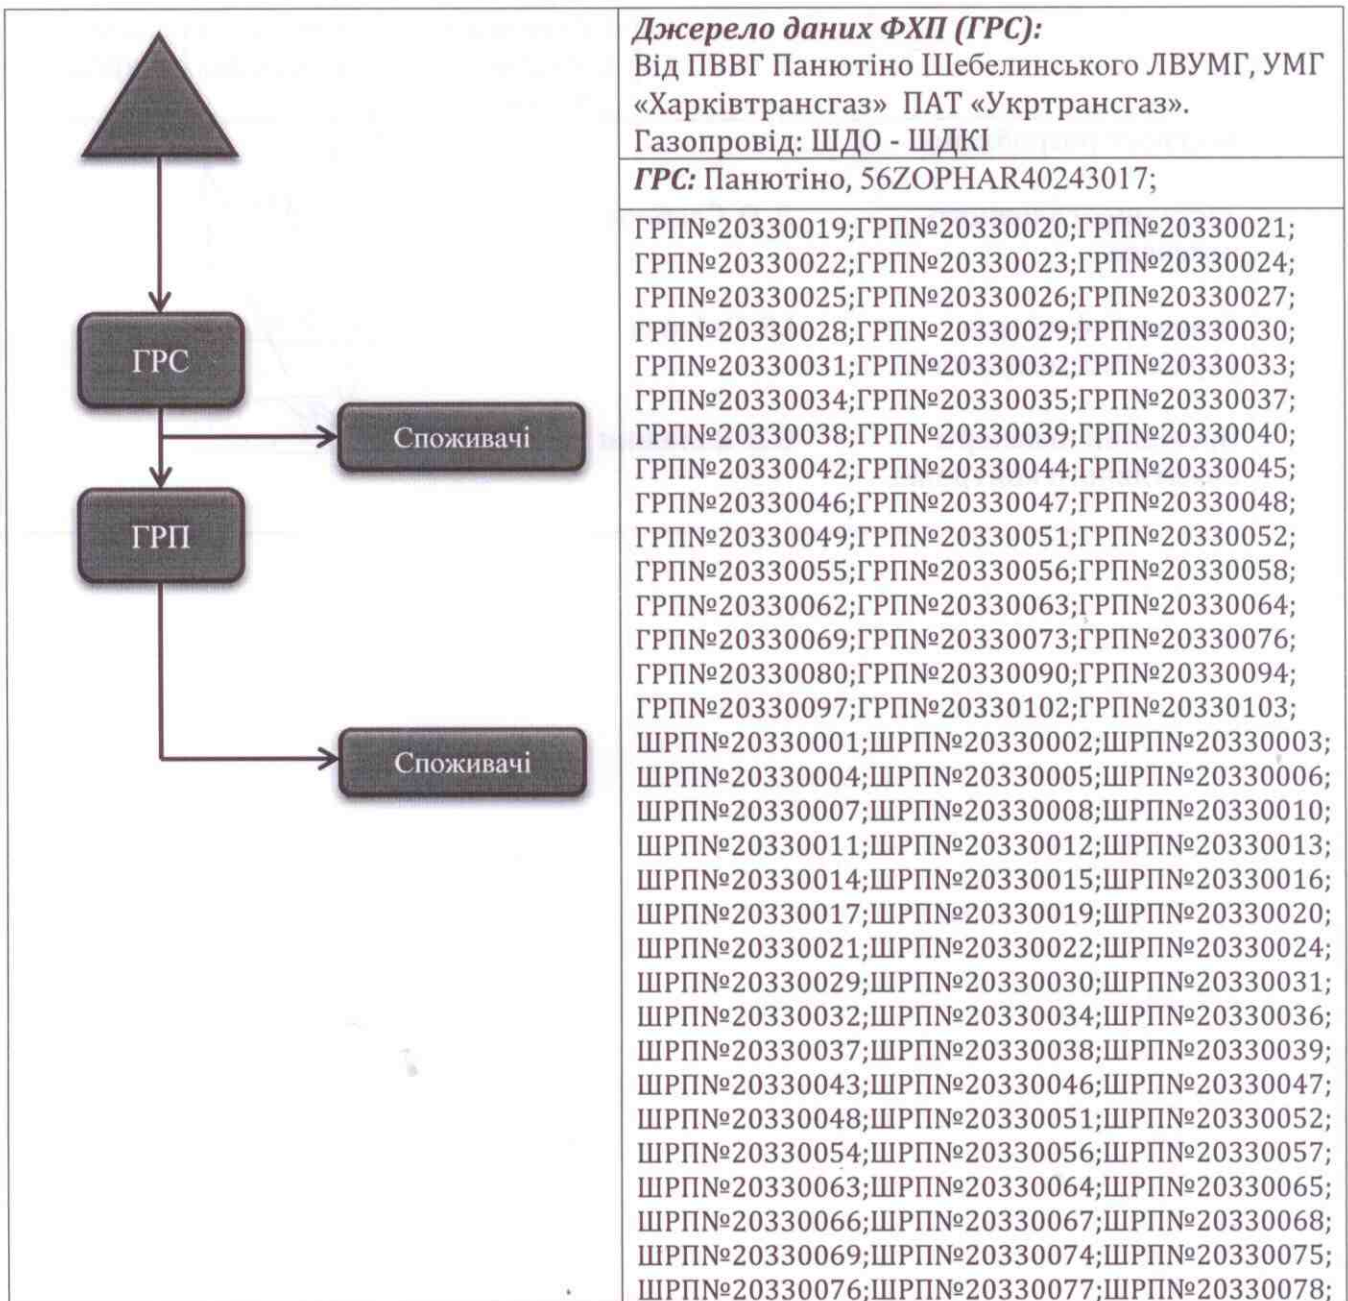 ГРС
Споживачі
ГРП
Споживачі
Джерело даних ФХП (ГРС):
Від ПВВГ Панютіно Шебелинського ЛВУМГ, УМГ
«Харківтрансгаз» ПАТ «Укртрансгаз».
Газопровід: ШДО - ШДКІ
ГРС: Панютіно, 56ZOPHAR40243017;
ГРП№20330019;ГРП№20330020;ГРП№20330021;
ГРП№20330022;ГРП№20330023;ГРП№20330024;
ГРП№20330025;ГРП№20330026;ГРП№20330027;
ГРП№20330028;ГРП№20330029;ГРП№20330030;
ГРП№20330031;ГРП№20330032;ГРП№20330033;
ГРП№20330034;ГРП№20330035;ГРП№20330037;
ГРП№20330038;ГРП№20330039;ГРП№20330040;
ГРП№20330042;ГРП№20330044;ГРП№20330045;
ГРП№20330046;ГРП№20330047;ГРП№20330048;
ГРП№20330049;ГРП№20330051;ГРП№20330052;
ГРП№20330055;ГРП№20330056;ГРП№20330058;
ГРП№20330062;ГРП№20330063;ГРП№20330064;
ГРП№20330069;ГРП№20330073;ГРП№20330076;
ГРП№20330080;ГРП№20330090;ГРП№20330094;
ГРП№20330097;ГРП№20330102;ГРП№20330103;
ШРП№20330001;ШРП№20330002;ШРП№20330003;
ШРП№20330004;ШРП№20330005;ШРП№20330006;
ШРП№20330007;ШРП№20330008;ШРП№20330010;
ШРП№20330011;ШРП№20330012;ШРП№20330013;
ШРП№20330014;ШРП№20330015;ШРП№20330016;
ШРП№20330017;ШРП№20330019;ШРП№20330020;
ШРП№20330021;ШРП№20330022;ШРП№20330024;
ШРП№20330029;ШРП№20330030;ШРП№20330031;
ШРП№20330032;ШРП№20330034;ШРП№20330036;
ШРП№20330037;ШРП№20330038;ШРП№20330039;
ШРП№20330043;ШРП№20330046;ШРП№20330047;
ШРП№20330048;ШРП№20330051;ШРП№20330052;
ШРП№20330054;ШРП№20330056;ШРП№20330057;
ШРП№20330063;ШРП№20330064;ШРП№20330065;
ШРП№20330066;ШРП№20330067;ШРП№20330068;
ШРП№20330069;ШРП№20330074;ШРП№20330075;
ШРП№20330076;ШРП№20330077;ШРП№20330078;